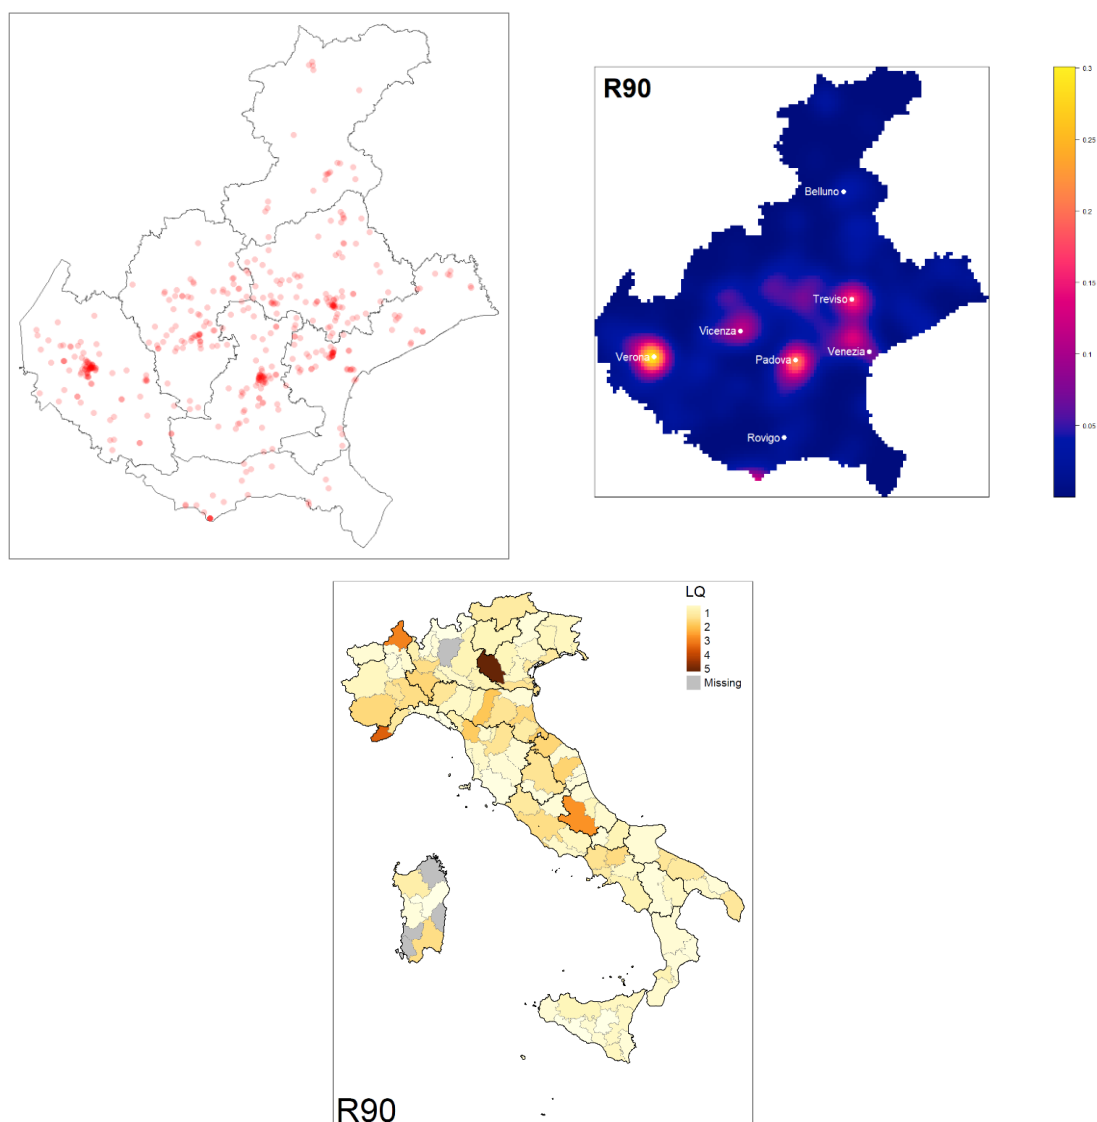 R90
0.3
0.25
0.2
0.15
0.1
0.05
Belluno
Treviso
Vicenza
Venezia
Verona
Padova
Rovigo
LQ
1
2
3
4
5
Missing
R90